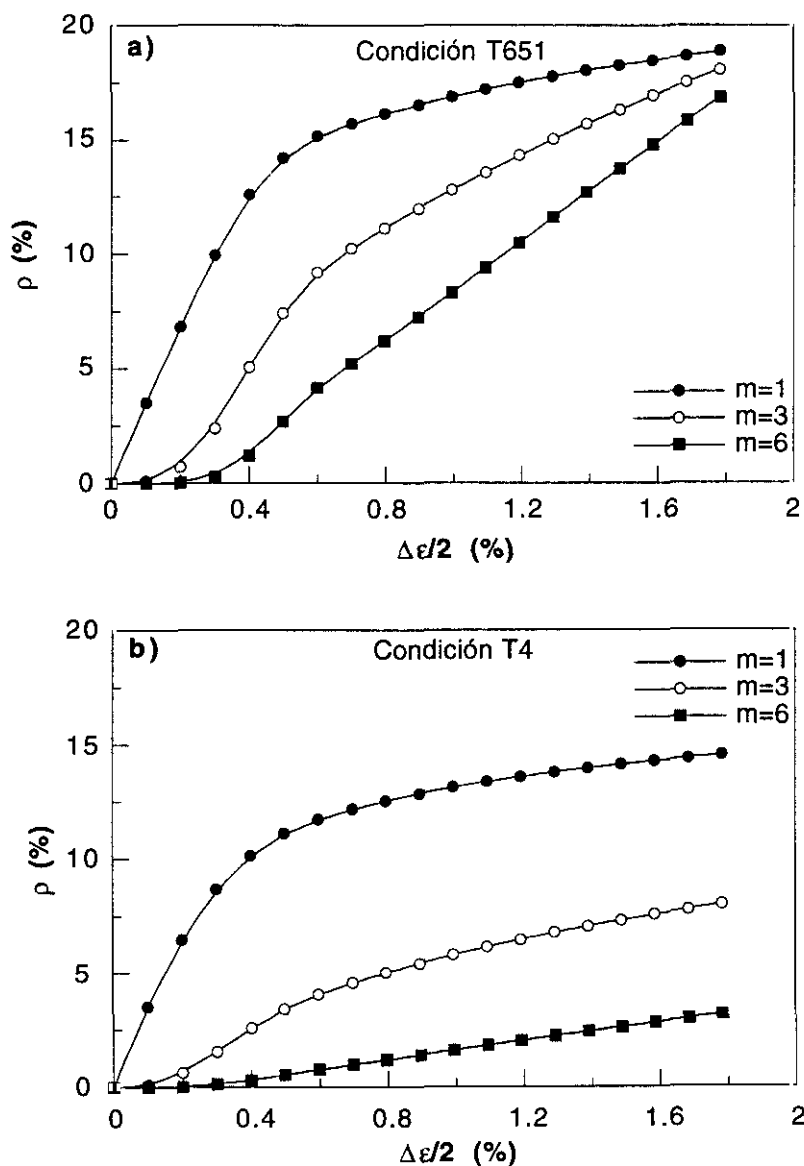 a)
Condición T651
20
15
10
5
0
ρ (%)
m=1
m=3
m=6
0
0.4
0.8
1.2
1.6
2
Δε/2 (%)
b)
Condición T4
m=1
m=3
m=6
20
15
10
5
0
ρ (%)
0
0.4
0.8
1.2
1.6
2
Δε/2 (%)